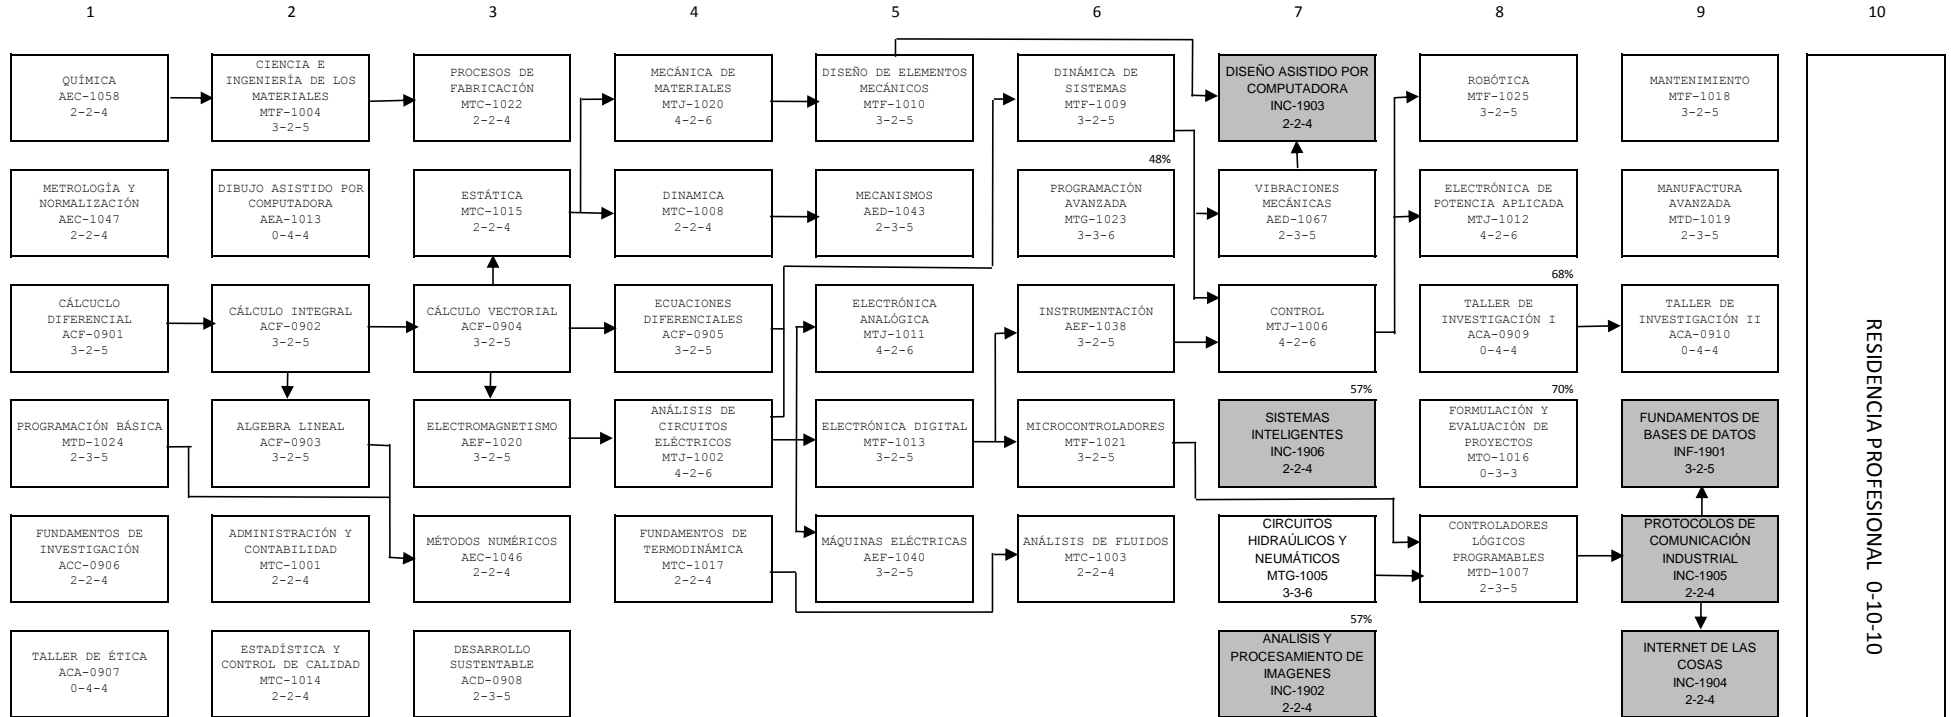 1 2 3 4 5 6 7 8 9 10
QUÍMICA
AEC-1058
2-2-4
CIENCIA E
INGENIERÍA DE LOS
MATERIALES
MTF-1004
3-2-5
PROCESOS DE
FABRICACIÓN
MTC-1022
2-2-4
MECÁNICA DE
MATERIALES
MTJ-1020
4-2-6
DISEÑO DE ELEMENTOS
MECÁNICOS
MTF-1010
3-2-5
DINÁMICA DE
SISTEMAS
MTF-1009
3-2-5
DISEÑO ASISTIDO POR
COMPUTADORA
INC-1903
2-2-4
ROBÓTICA
MTF-1025
3-2-5
MANTENIMIENTO
MTF-1018
3-2-5
METROLOGÍA Y
NORMALIZACIÓN
AEC-1047
2-2-4
DIBUJO ASISTIDO POR
COMPUTADORA
AEA-1013
0-4-4
ESTÁTICA
MTC-1015
2-2-4
DINAMICA
MTC-1008
2-2-4
MECANISMOS
AED-1043
2-3-5
48%
PROGRAMACIÓN
AVANZADA
MTG-1023
3-3-6
VIBRACIONES
MECÁNICAS
AED-1067
2-3-5
ELECTRÓNICA DE
POTENCIA APLICADA
MTJ-1012
4-2-6
MANUFACTURA
AVANZADA
MTD-1019
2-3-5
CÁLCUCLO
DIFERENCIAL
ACF-0901
3-2-5
CÁLCULO INTEGRAL
ACF-0902
3-2-5
CÁLCULO VECTORIAL
ACF-0904
3-2-5
ECUACIONES
DIFERENCIALES
ACF-0905
3-2-5
ELECTRÓNICA
ANALÓGICA
MTJ-1011
4-2-6
INSTRUMENTACIÓN
AEF-1038
3-2-5
CONTROL
MTJ-1006
4-2-6
68%
TALLER DE
INVESTIGACIÓN I
ACA-0909
0-4-4
TALLER DE
INVESTIGACIÓN II
ACA-0910
0-4-4
PROGRAMACIÓN BÁSICA
MTD-1024
2-3-5
ALGEBRA LINEAL
ACF-0903
3-2-5
ELECTROMAGNETISMO
AEF-1020
3-2-5
ANÁLISIS DE
CIRCUITOS
ELÉCTRICOS
MTJ-1002
4-2-6
ELECTRÓNICA DIGITAL
MTF-1013
3-2-5
MICROCONTROLADORES
MTF-1021
3-2-5
57%
SISTEMAS
INTELIGENTES
INC-1906
2-2-4
70%
FORMULACIÓN Y
EVALUACIÓN DE
PROYECTOS
MTO-1016
0-3-3
FUNDAMENTOS DE
BASES DE DATOS
INF-1901
3-2-5
FUNDAMENTOS DE
INVESTIGACIÓN
ACC-0906
2-2-4
ADMINISTRACIÓN Y
CONTABILIDAD
MTC-1001
2-2-4
MÉTODOS NUMÉRICOS
AEC-1046
2-2-4
FUNDAMENTOS DE
TERMODINÁMICA
MTC-1017
2-2-4
MÁQUINAS ELÉCTRICAS
AEF-1040
3-2-5
ANÁLISIS DE FLUIDOS
MTC-1003
2-2-4
CIRCUITOS
HIDRAÚLICOS Y
NEUMÁTICOS
MTG-1005
3-3-6
CONTROLADORES
LÓGICOS
PROGRAMABLES
MTD-1007
2-3-5
PROTOCOLOS DE
COMUNICACIÓN
INDUSTRIAL
INC-1905
2-2-4
TALLER DE ÉTICA
ACA-0907
0-4-4
ESTADÍSTICA Y
CONTROL DE CALIDAD
MTC-1014
2-2-4
DESARROLLO
SUSTENTABLE
ACD-0908
2-3-5
57%
ANALISIS Y
PROCESAMIENTO DE
IMAGENES
INC-1902
2-2-4
INTERNET DE LAS
COSAS
INC-1904
2-2-4
RESIDENCIA PROFESIONAL 0-10-10